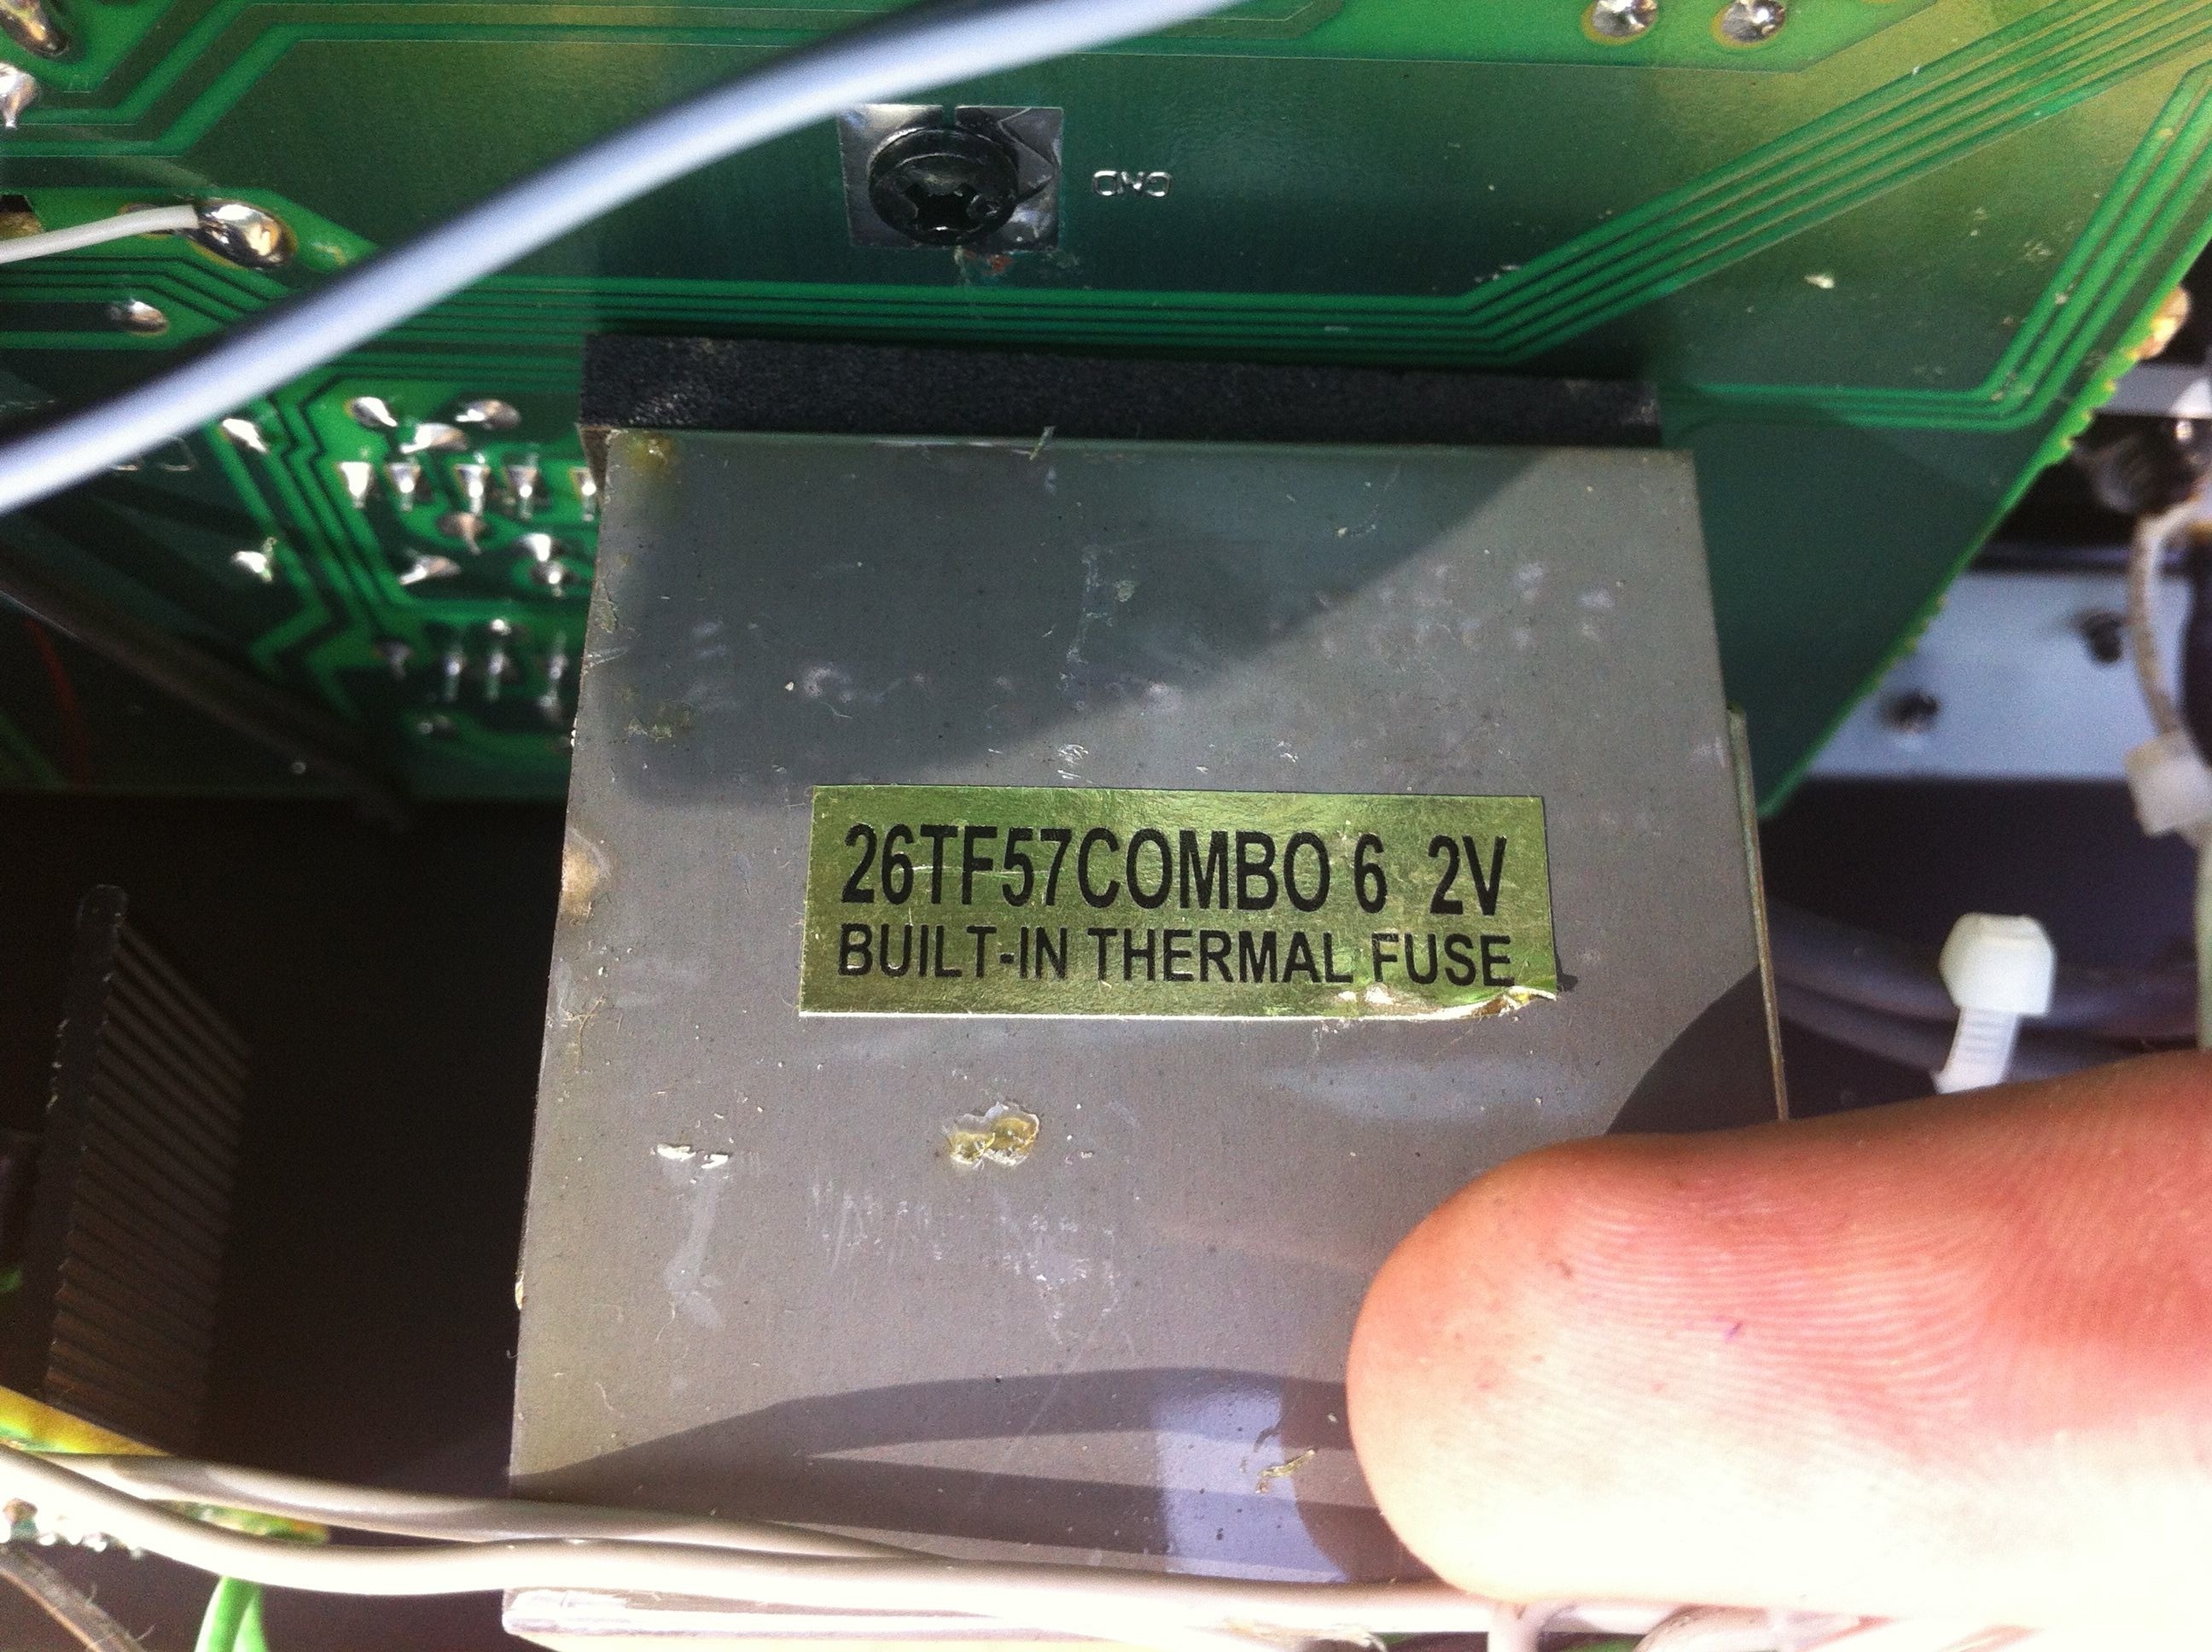 GND
26TF57COMBO 6 2V
BUILT-IN THERMAL FUSE